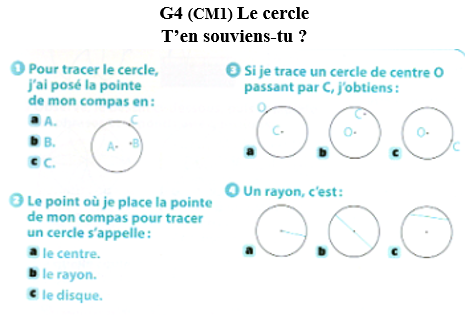 G4 (CM1) Le cercle
T'en souviens-tu ?
1 Pour tracer le cercle,
j'ai posé la pointe
de mon compas en :
a A.
b B.
c C.
C
A
B
2 Le point où je place la pointe
de mon compas pour tracer
un cercle s'appelle :
a le centre.
b le rayon.
c le disque.
3 Si je trace un cercle de centre O
passant par C, j'obtiens :
O
C
C
O
O
C
a
b
c
4 Un rayon, c'est :
a
b
c